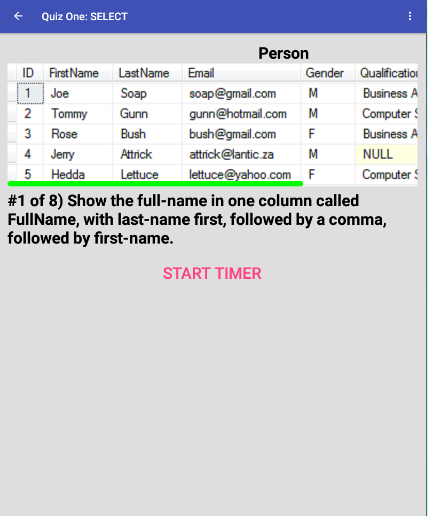 Quiz One: SELECT
Person
ID FirstName LastName Email Gender Qualification
1 Joe Soap soap@gmail.com M Business A
2 Tommy Gunn gunn@hotmail.com M Computer S
3 Rose Bush bush@gmail.com F Business A
4 Jerry Attrick attrick@lantic.za M NULL
5 Hedda Lettuce lettuce@yahoo.com F Computer S
#1 of 8) Show the full-name in one column called
FullName, with last-name first, followed by a comma,
followed by first-name.
START TIMER